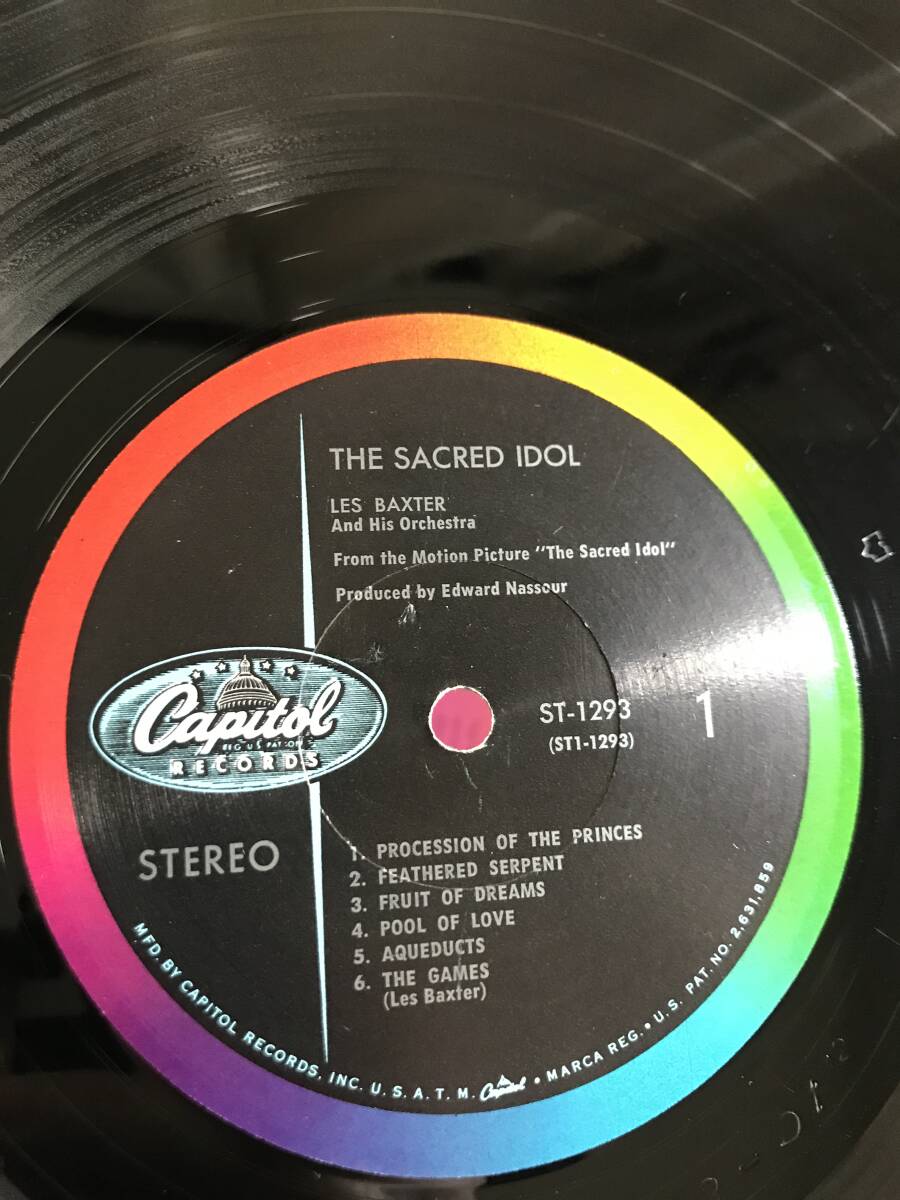 THE SACRED IDOL
LES BAXTER
And His Orchestra
From the Motion Picture "The Sacred Idol"
Produced by Edward Nassour
Capitol
REG U.S. PAT. OFF.
RECORDS
ST-1293
(ST1-1293)
1
STEREO
1. PROCESSION OF THE PRINCES
2. FEATHERED SERPENT
3. FRUIT OF DREAMS
4. POOL OF LOVE
5. AQUEDUCTS
6. THE GAMES
(Les Baxter)
MFD. BY CAPITOL RECORDS, INC. U. S. A. T. M. Capitol • MARCA REG. • U.S. PAT. NO. 2,631,859